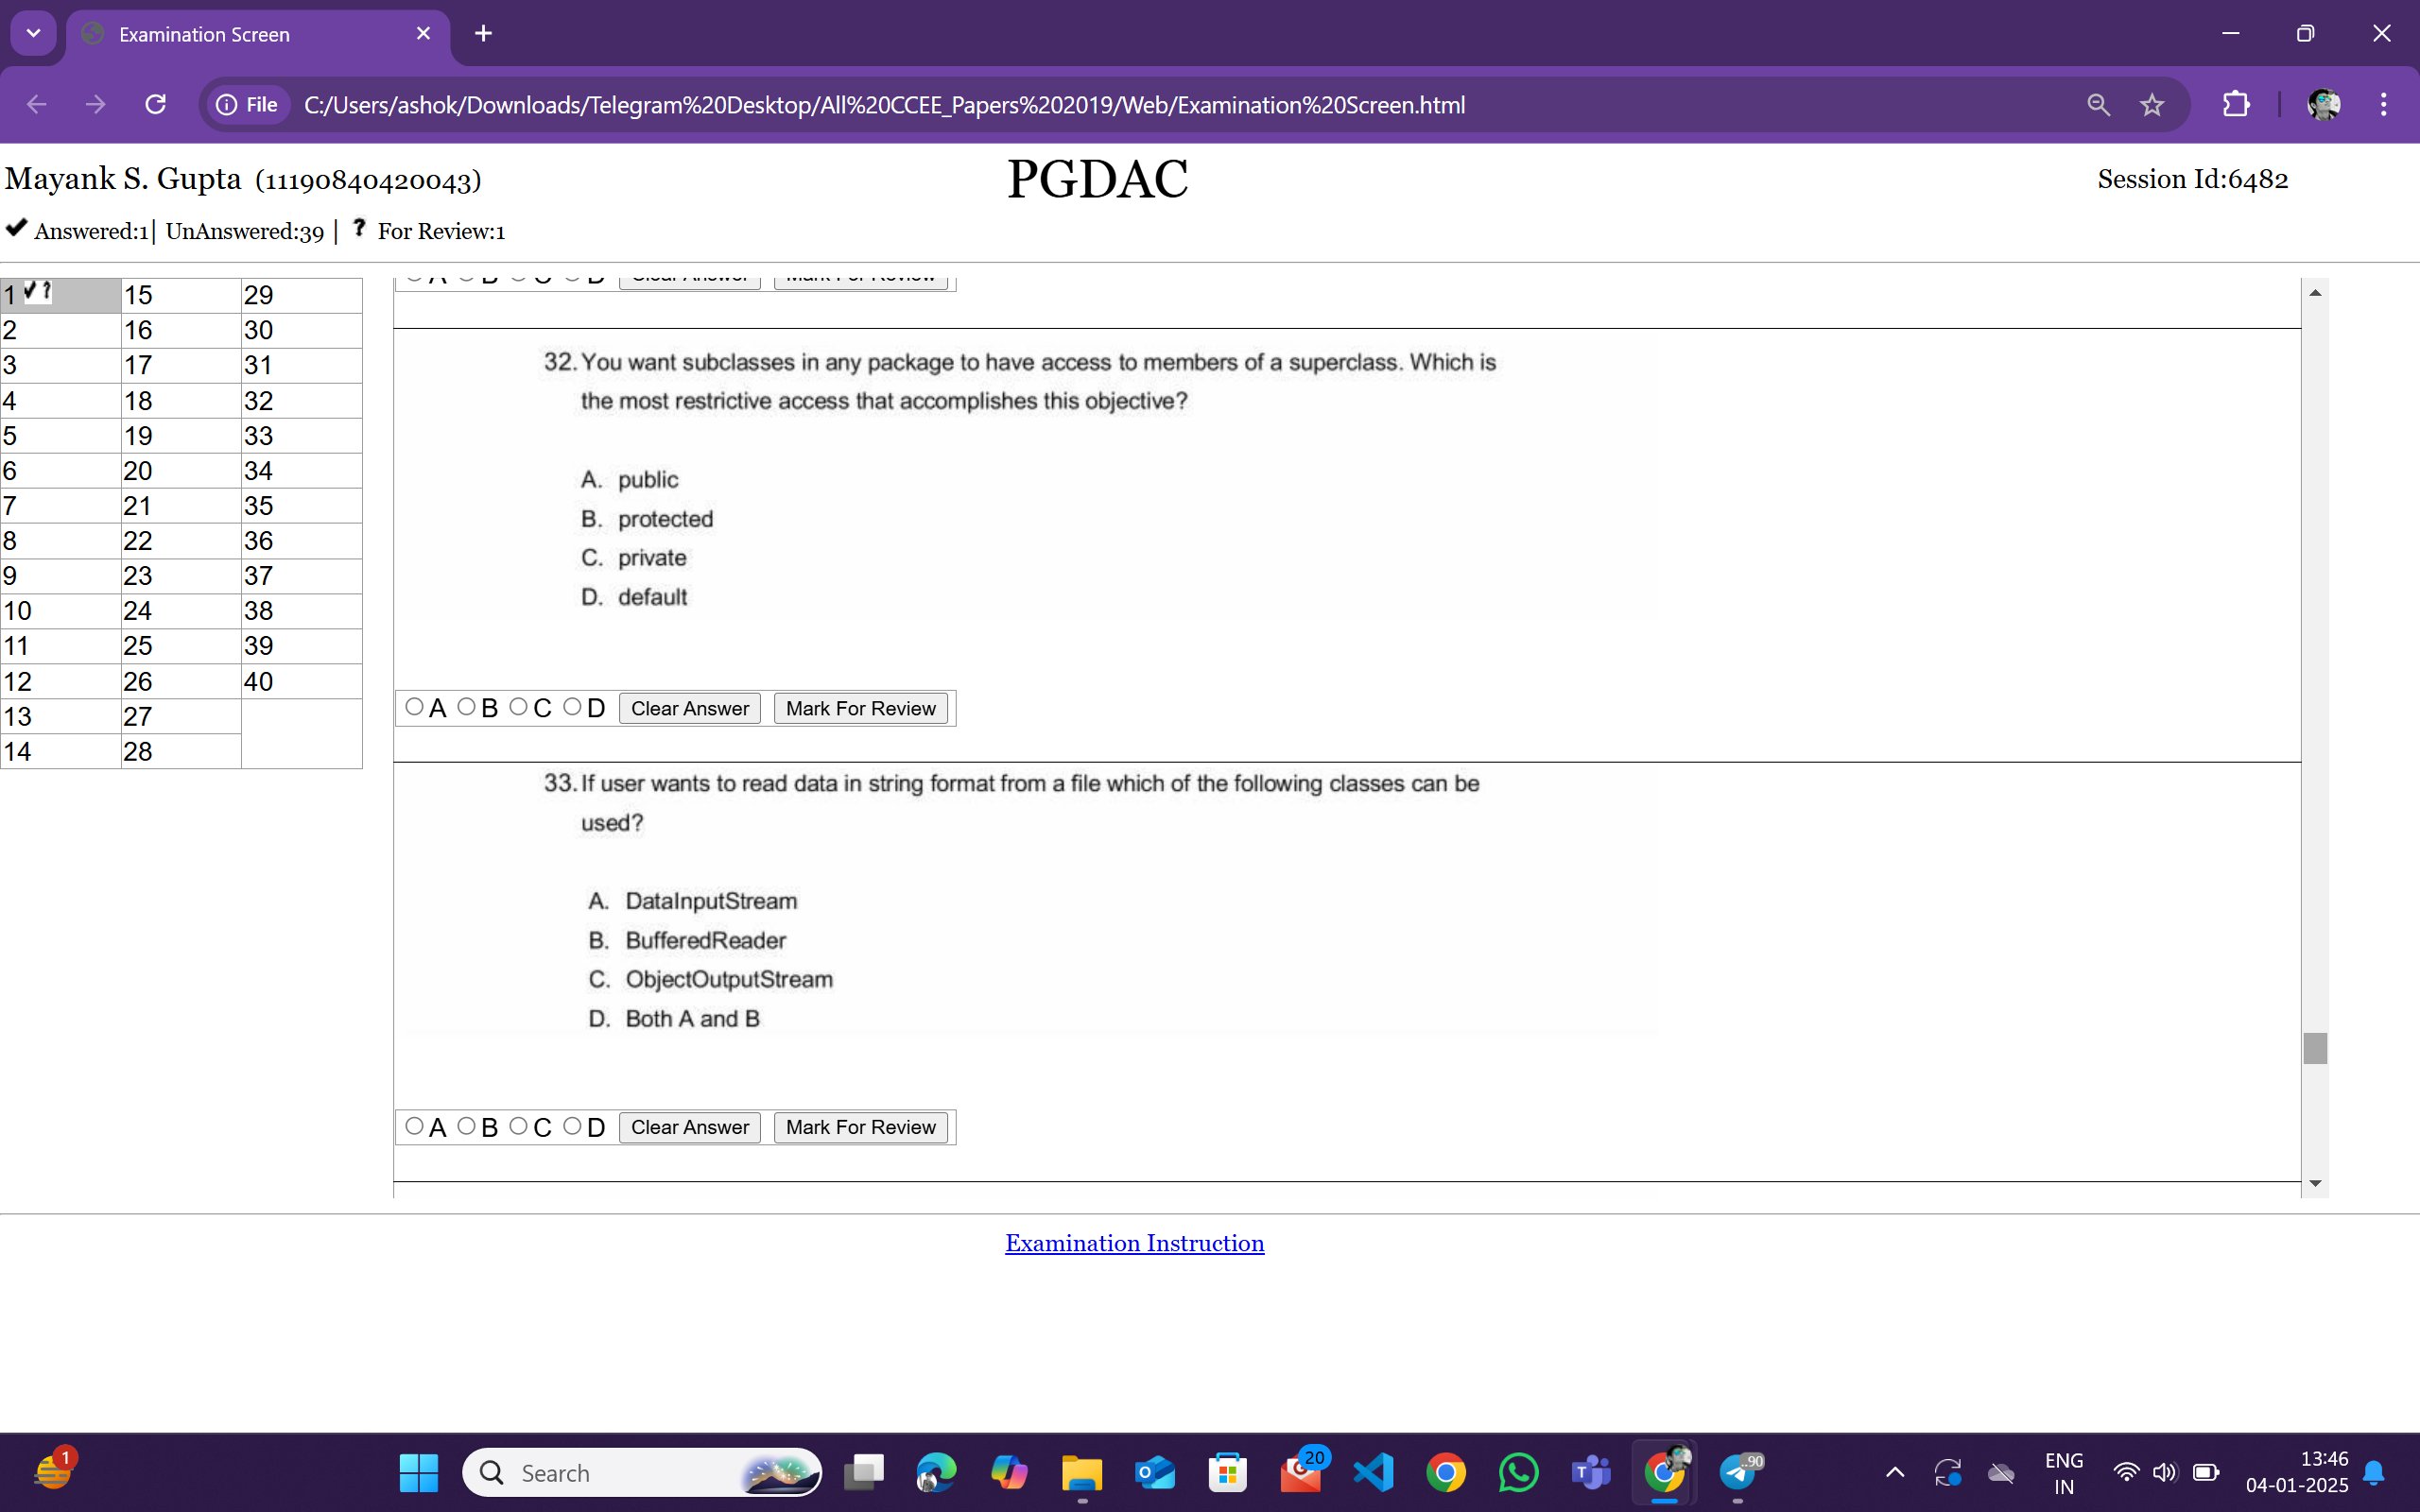 Examination Screen
File
C:/Users/ashok/Downloads/Telegram%20Desktop/All%20CCEE_Papers%202019/Web/Examination%20Screen.html
Mayank S. Gupta (11190840420043)
PGDAC
Session Id:6482
Answered:1| UnAnswered:39 | ? For Review:1
1 ? 15 29
2 16 30
3 17 31
4 18 32
5 19 33
6 20 34
7 21 35
8 22 36
9 23 37
10 24 38
11 25 39
12 26 40
13 27
14 28
A B C D Clear Answer Mark For Review
32. You want subclasses in any package to have access to members of a superclass. Which is
the most restrictive access that accomplishes this objective?
A. public
B. protected
C. private
D. default
A B C D Clear Answer Mark For Review
33. If user wants to read data in string format from a file which of the following classes can be
used?
A. DataInputStream
B. BufferedReader
C. ObjectOutputStream
D. Both A and B
A B C D Clear Answer Mark For Review
Examination Instruction
1
Search
20
..90
ENG
IN
13:46
04-01-2025